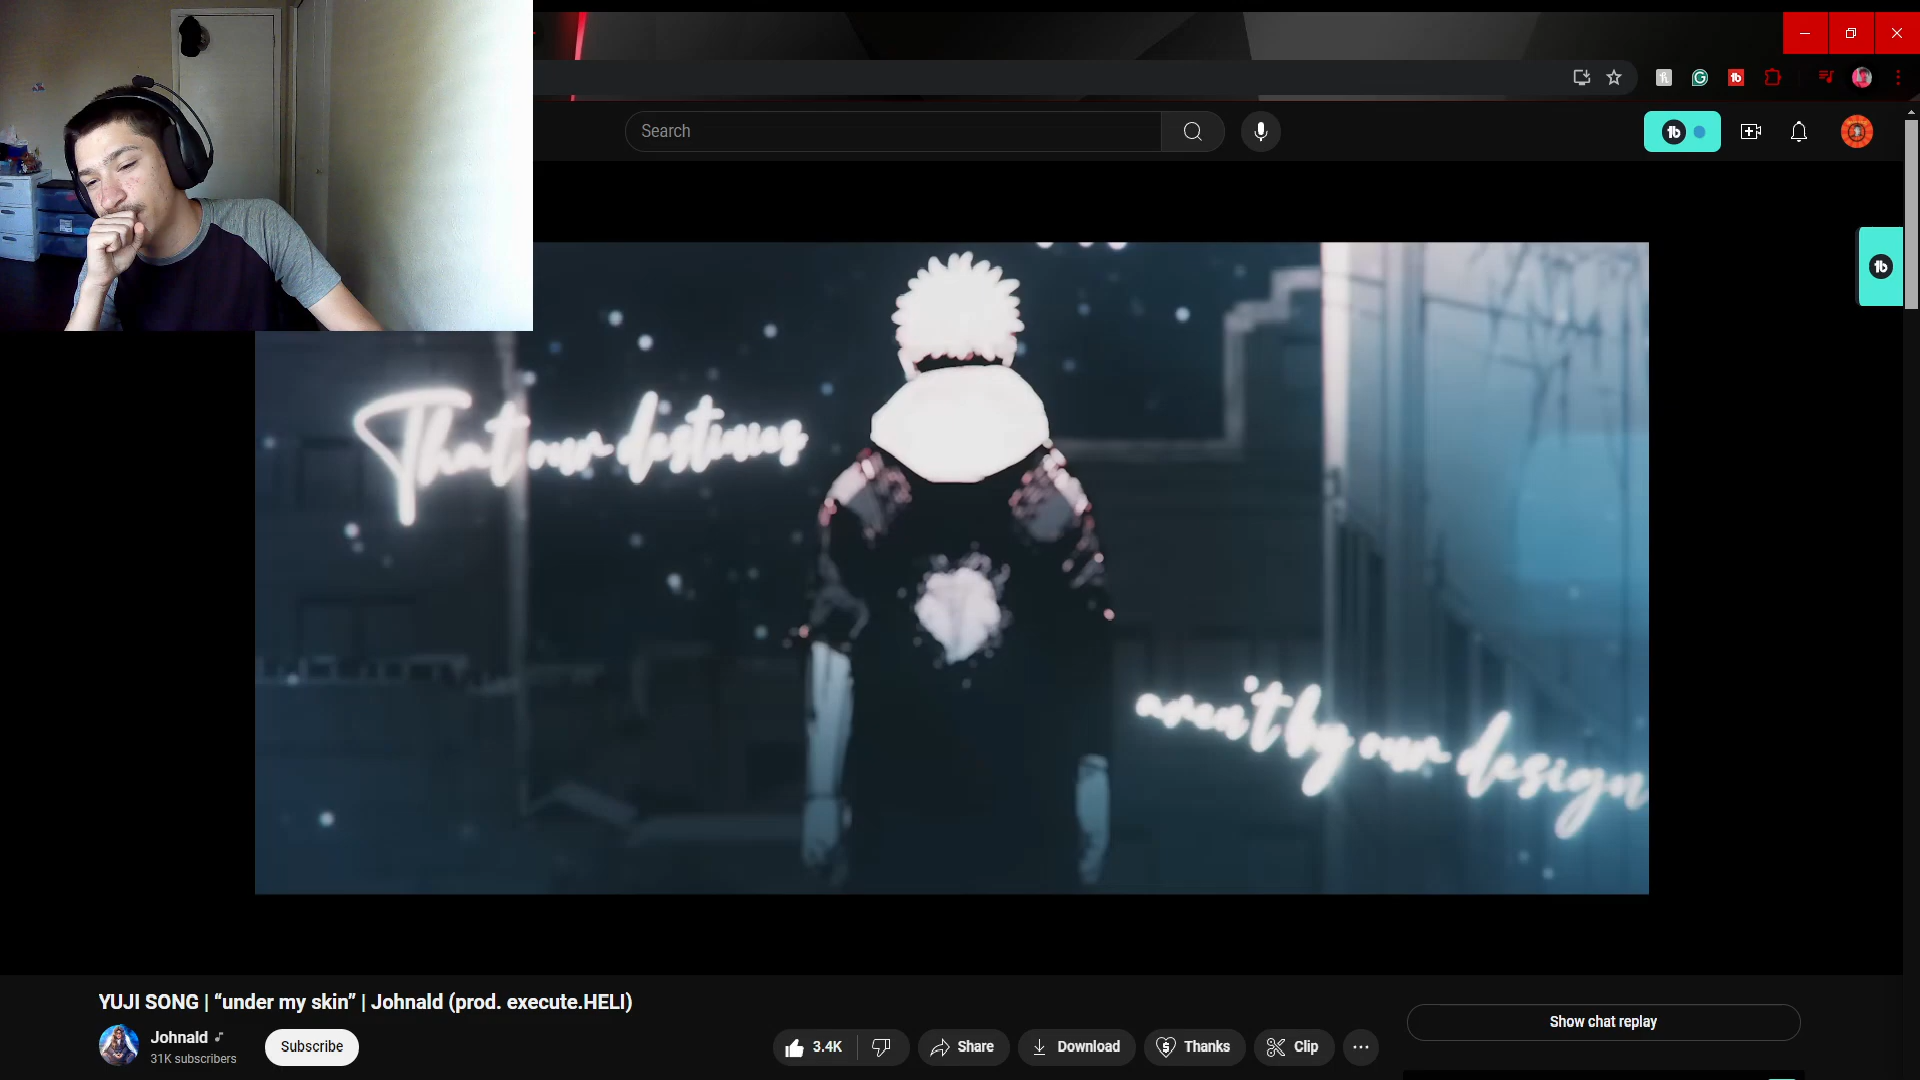 Search
That our destinies
aren't by our design
YUJI SONG | “under my skin” | Johnald (prod. execute.HELI)
Johnald
31K subscribers
Subscribe
3.4K
Share
Download
Thanks
Clip
Show chat replay